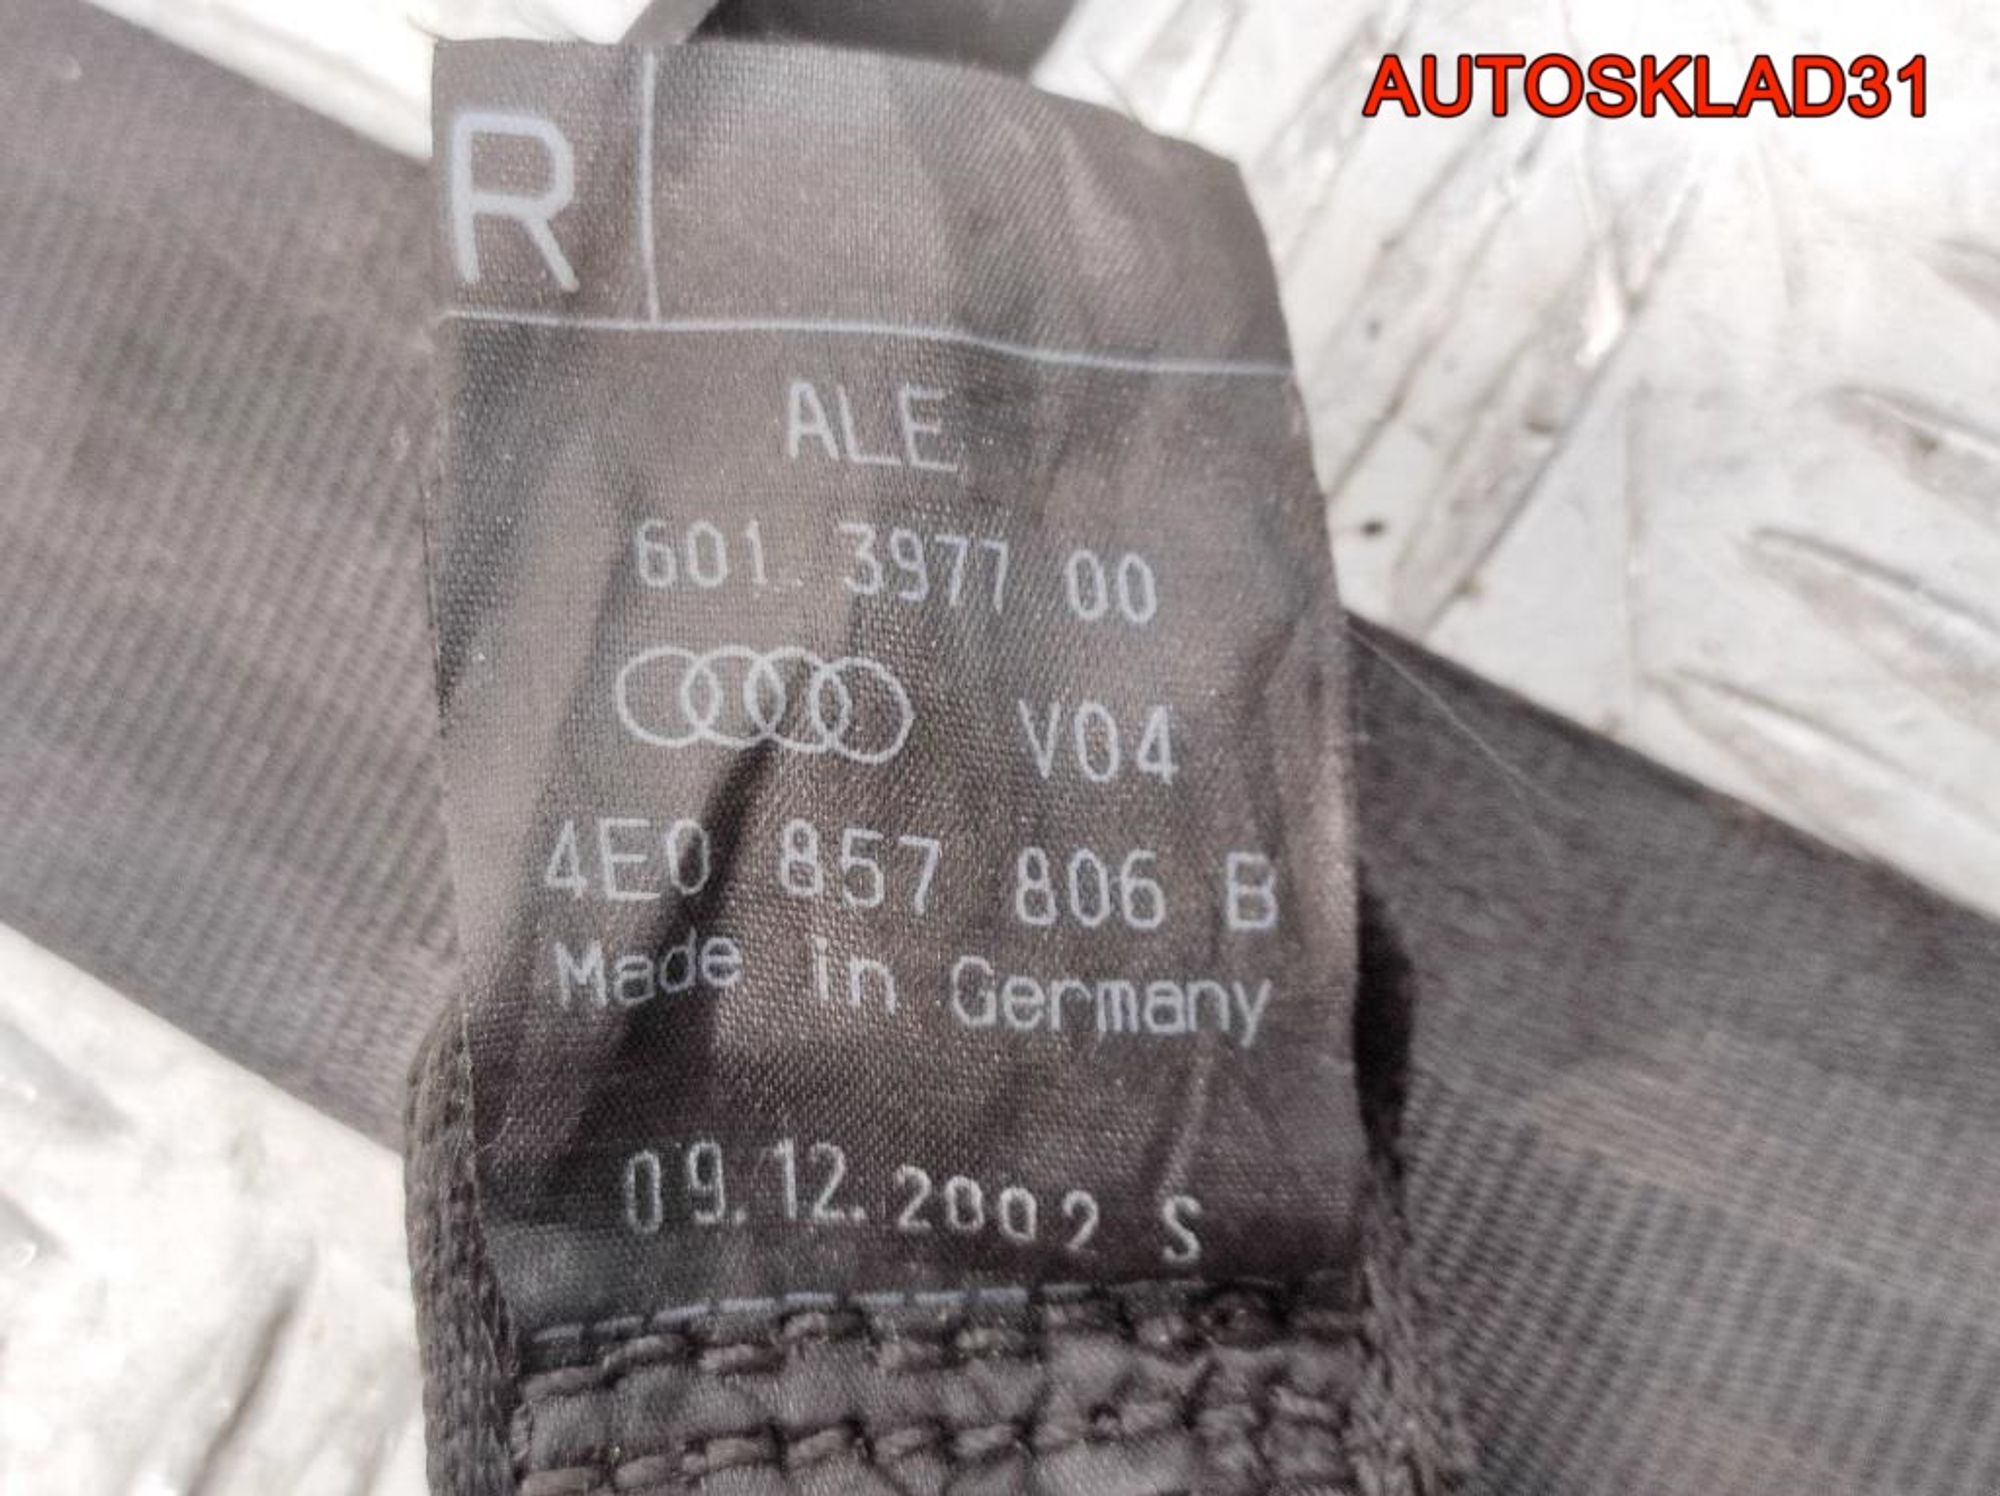 AUTOSKLAD31
R
ALE
601 3977 00
V04
4E0 857 806 B
Made in Germany
09.12.2002 S